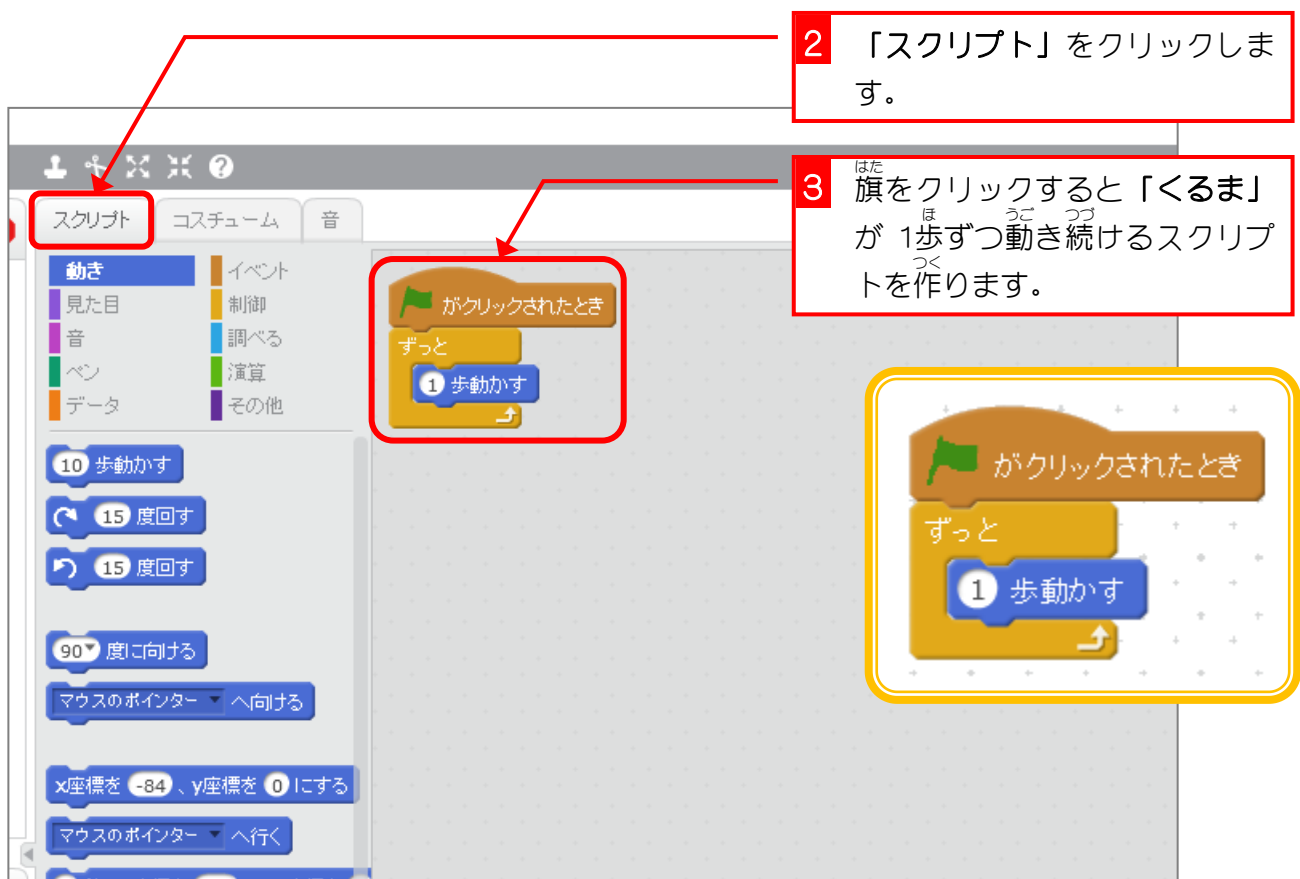 2 「スクリプト」をクリックしま
す。
3 旗をクリックすると「くるま」
が 1歩ずつ動き続けるスクリプ
トを作ります。
はた
ほ うご つづ
つく
スクリプト コスチューム 音
動き イベント
見た目 制御
音 調べる
ペン 演算
データ その他
がクリックされたとき
ずっと
1 歩動かす
10 歩動かす
15 度回す
15 度回す
90 度に向ける
マウスのポインター へ向ける
x座標を -84 、y座標を 0 にする
マウスのポインター へ行く
がクリックされたとき
ずっと
1 歩動かす